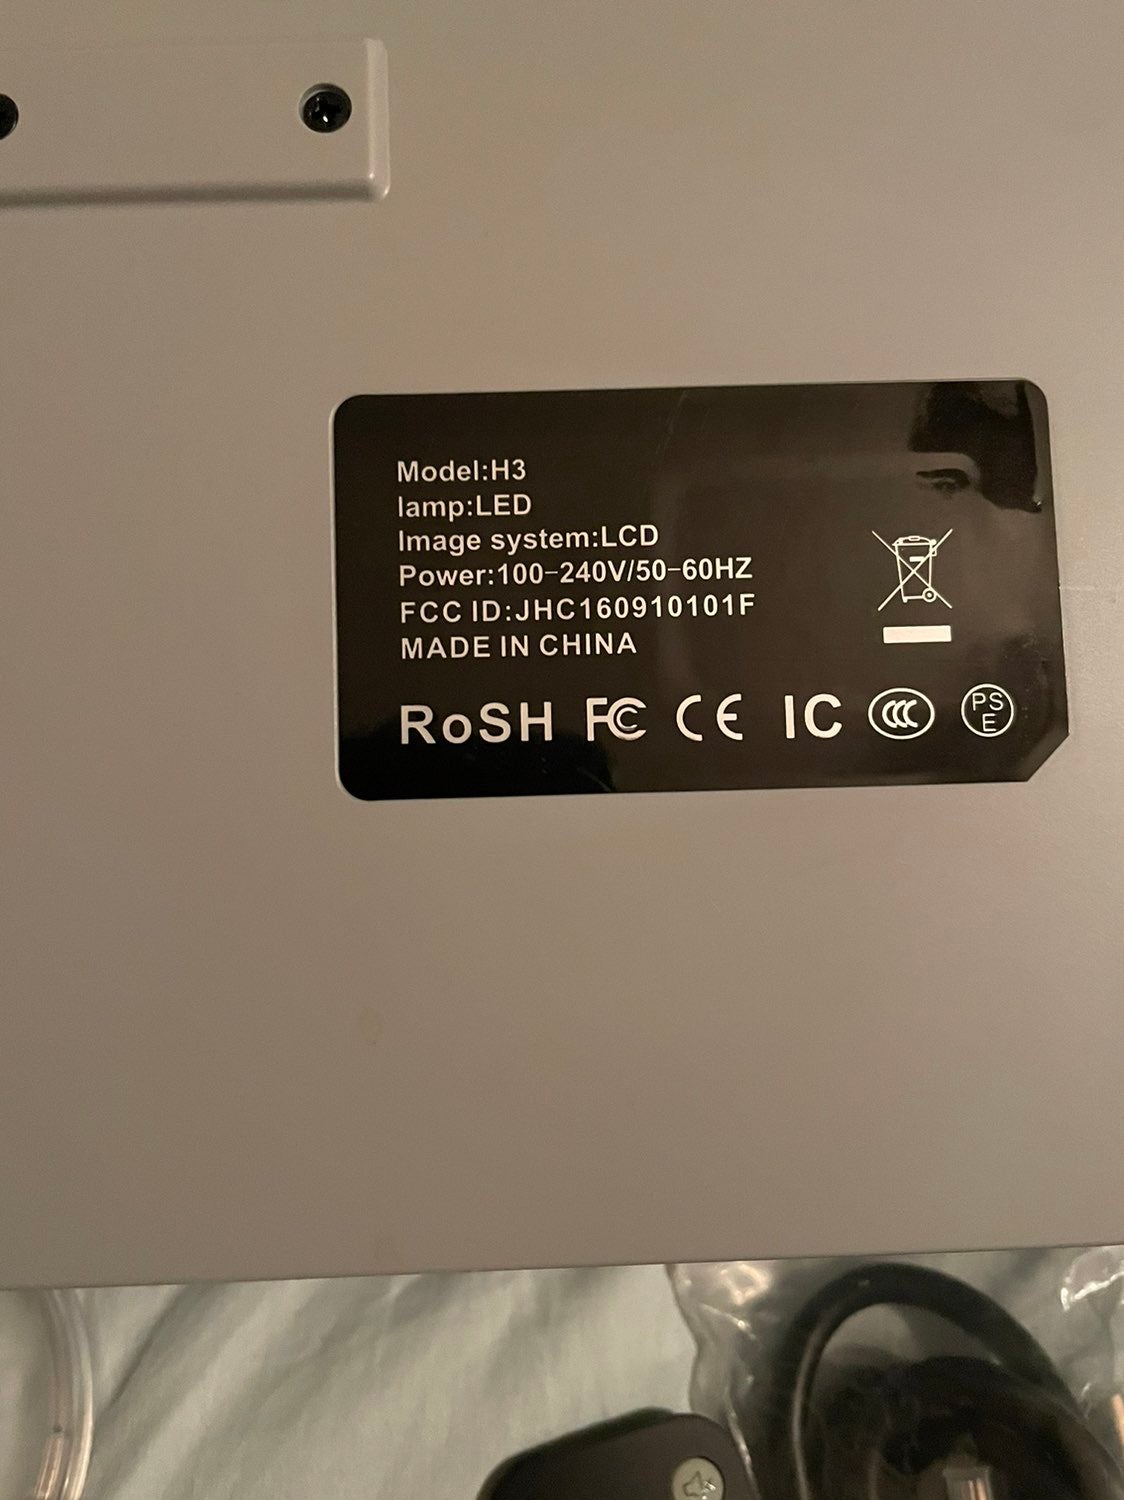 Model:H3
lamp:LED
Image system:LCD
Power:100-240V/50-60HZ
FCC ID:JHC160910101F
MADE IN CHINA
RoSH FC CE IC CCC PSE